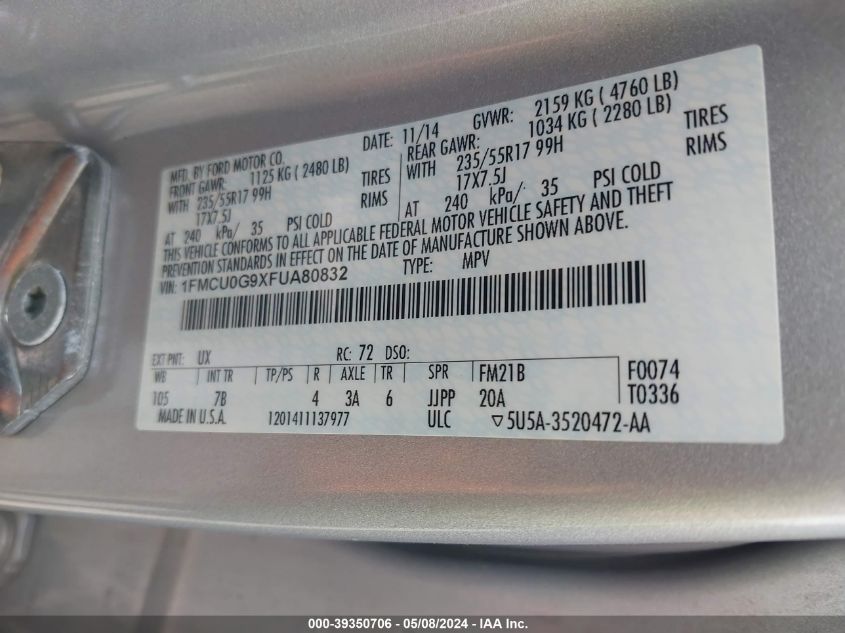 MFD. BY FORD MOTOR CO. DATE: 11/14 GVWR: 2159 KG ( 4760 LB)
FRONT GAWR: 1125 KG ( 2480 LB) REAR GAWR: 1034 KG ( 2280 LB)
WITH 235/55R17 99H TIRES WITH 235/55R17 99H TIRES
17X7.5J RIMS 17X7.5J RIMS
AT 240 kPa/ 35 PSI COLD AT 240 kPa/ 35 PSI COLD
THIS VEHICLE CONFORMS TO ALL APPLICABLE FEDERAL MOTOR VEHICLE SAFETY AND THEFT
PREVENTION STANDARDS IN EFFECT ON THE DATE OF MANUFACTURE SHOWN ABOVE.
VIN: 1FMCU0G9XFUA80832 TYPE: MPV
EXT PNT: UX RC: 72 DSO:
WB INT TR TP/PS R AXLE TR SPR FM21B F0074
105 7B 4 3A 6 JJPP 20A T0336
MADE IN U.S.A. 1201411137977 ULC ▽5U5A-3520472-AA
000-39350706 - 05/08/2024 - IAA Inc.